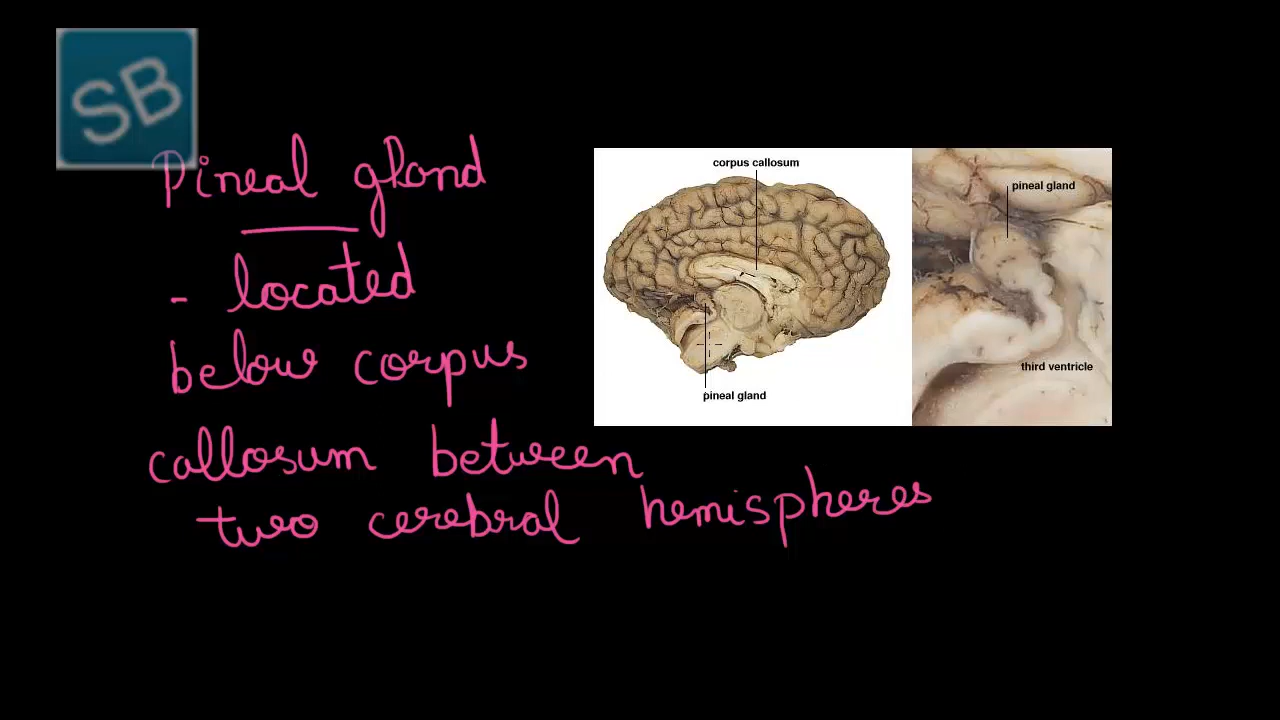 SB
Pineal gland
- located
below corpus
callosum between
two cerebral hemispheres
corpus callosum
pineal gland
pineal gland
third ventricle